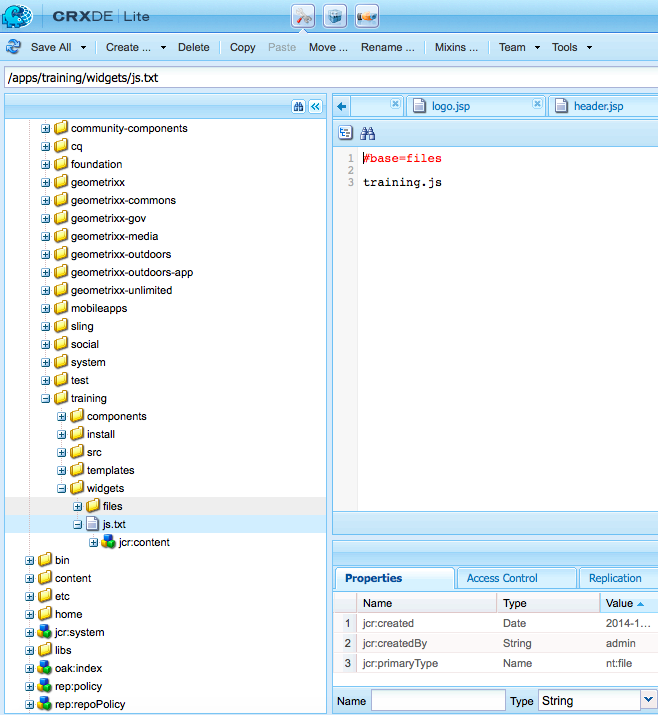 CRXDE | Lite
Save All Create ... Delete Copy Paste Move ... Rename ... Mixins ... Team Tools
/apps/training/widgets/js.txt
community-components
cq
foundation
geometrixx
geometrixx-commons
geometrixx-gov
geometrixx-media
geometrixx-outdoors
geometrixx-outdoors-app
geometrixx-unlimited
mobileapps
sling
social
system
test
training
components
install
src
templates
widgets
files
js.txt
jcr:content
bin
content
etc
home
jcr:system
libs
oak:index
rep:policy
rep:repoPolicy
logo.jsp header.jsp
1 #base=files
2
3 training.js
Properties Access Control Replication
Name Type Value
1 jcr:created Date 2014-1...
2 jcr:createdBy String admin
3 jcr:primaryType Name nt:file
Name Type String